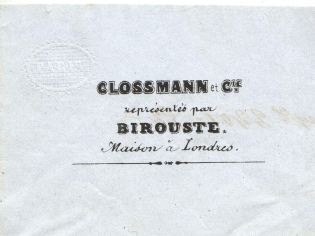 CLOSSMANN et Cie
représentés par
BIROUSTE.
Maison à Londres.